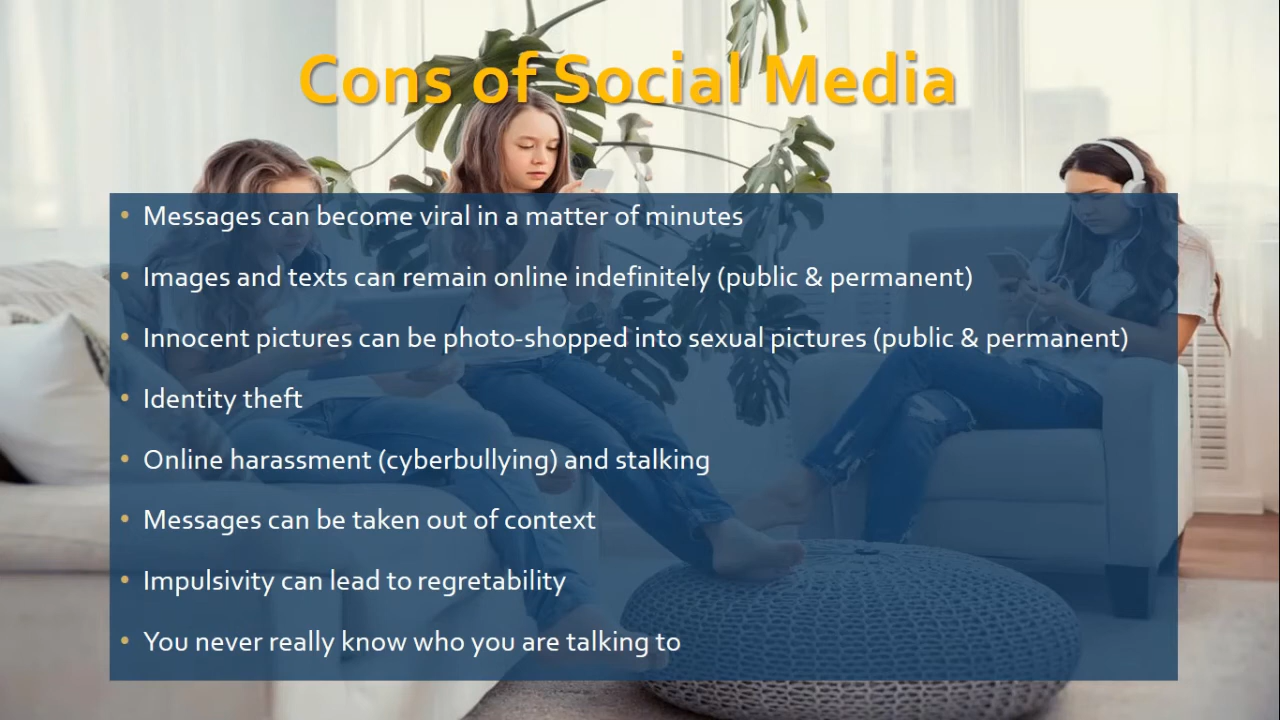 Cons of Social Media
• Messages can become viral in a matter of minutes
• Images and texts can remain online indefinitely (public & permanent)
• Innocent pictures can be photo-shopped into sexual pictures (public & permanent)
• Identity theft
• Online harassment (cyberbullying) and stalking
• Messages can be taken out of context
• Impulsivity can lead to regretability
• You never really know who you are talking to